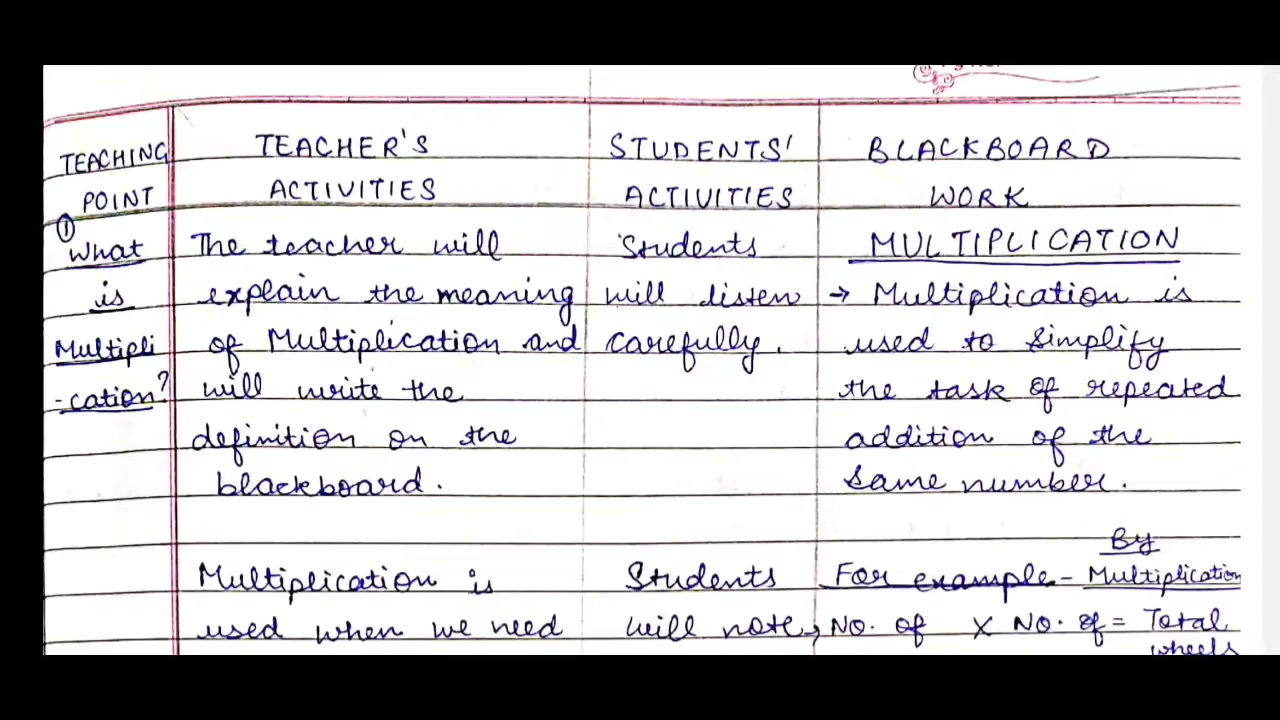 TEACHING
POINT
TEACHER'S
ACTIVITIES
STUDENTS'
ACTIVITIES
BLACKBOARD
WORK
①
What
is
Multipli
-cation?
The teacher will
explain the meaning
of Multiplication and
will write the
definition on the
blackboard.
Multiplication is
used when we need
Students
will listen
carefully.
Students
will note
MULTIPLICATION
→ Multiplication is
used to simplify
the task of repeated
addition of the
same number.
By
For example - Multiplication
No. of X No. of = Total
wheels